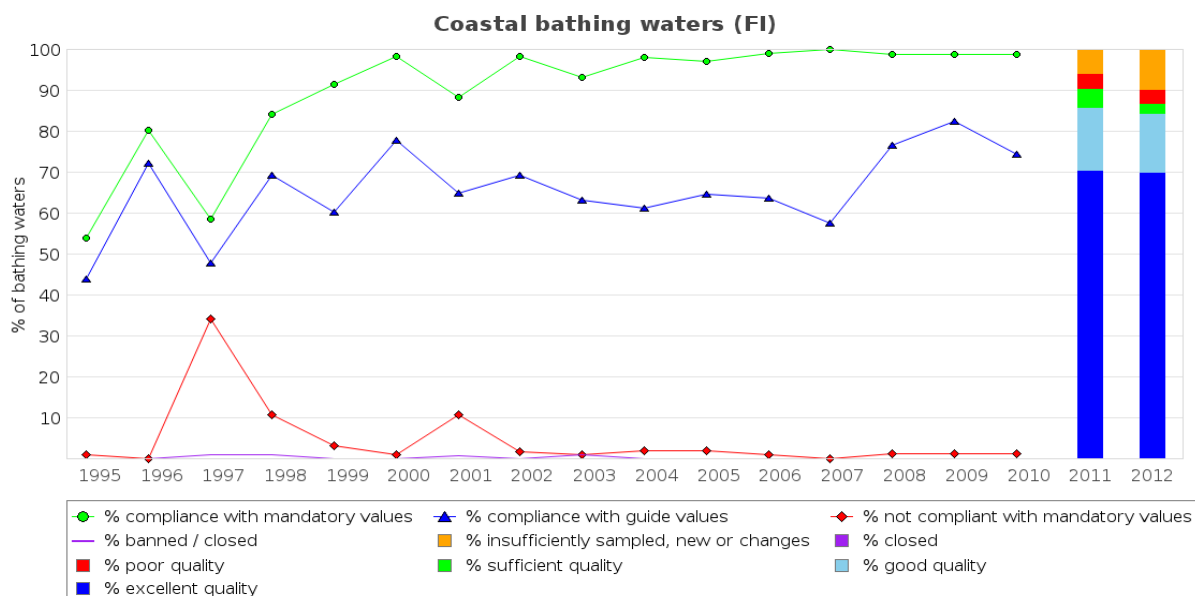 Coastal bathing waters (FI)
% of bathing waters
100
90
80
70
60
50
40
30
20
10
1995 1996 1997 1998 1999 2000 2001 2002 2003 2004 2005 2006 2007 2008 2009 2010 2011 2012
% compliance with mandatory values % compliance with guide values % not compliant with mandatory values
% banned / closed % insufficiently sampled, new or changes % closed
% poor quality % sufficient quality % good quality
% excellent quality